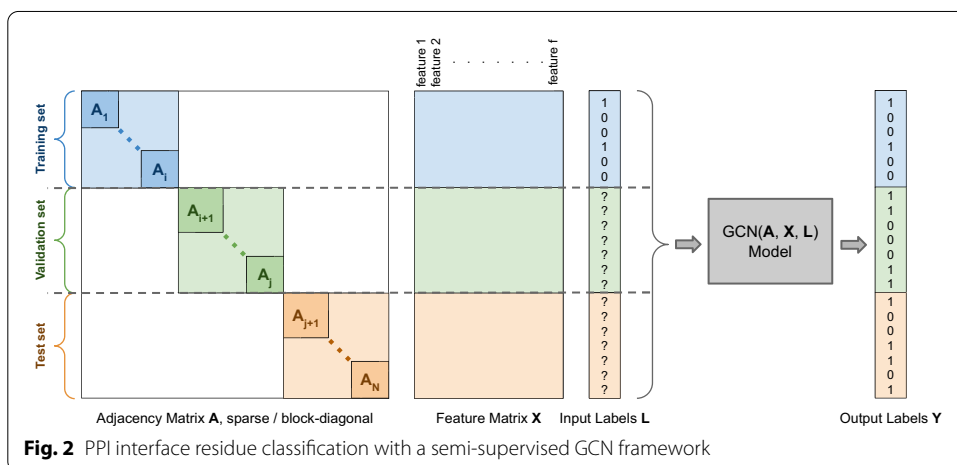 feature 1
feature 2
. . . . . . .
feature f
Training set
Validation set
Test set
A1
Ai
Ai+1
Aj
Aj+1
AN
1
0
0
1
0
0
?
?
?
?
?
?
?
?
?
?
?
?
?
?
GCN(A, X, L)
Model
1
0
0
1
0
0
1
1
0
0
0
1
1
1
0
0
1
1
0
1
Adjacency Matrix A, sparse / block-diagonal
Feature Matrix X
Input Labels L
Output Labels Y
Fig. 2 PPI interface residue classification with a semi-supervised GCN framework